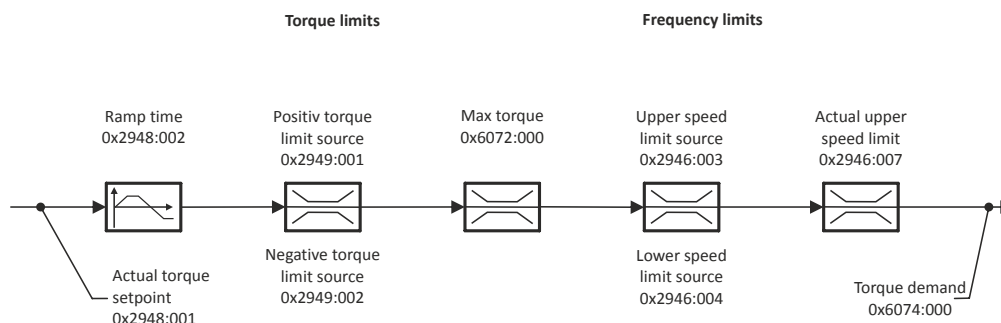 Torque limits
Frequency limits
Ramp time
0x2948:002
Positiv torque
limit source
0x2949:001
Max torque
0x6072:000
Upper speed
limit source
0x2946:003
Actual upper
speed limit
0x2946:007
Actual torque
setpoint
0x2948:001
Negative torque
limit source
0x2949:002
Lower speed
limit source
0x2946:004
Torque demand
0x6074:000